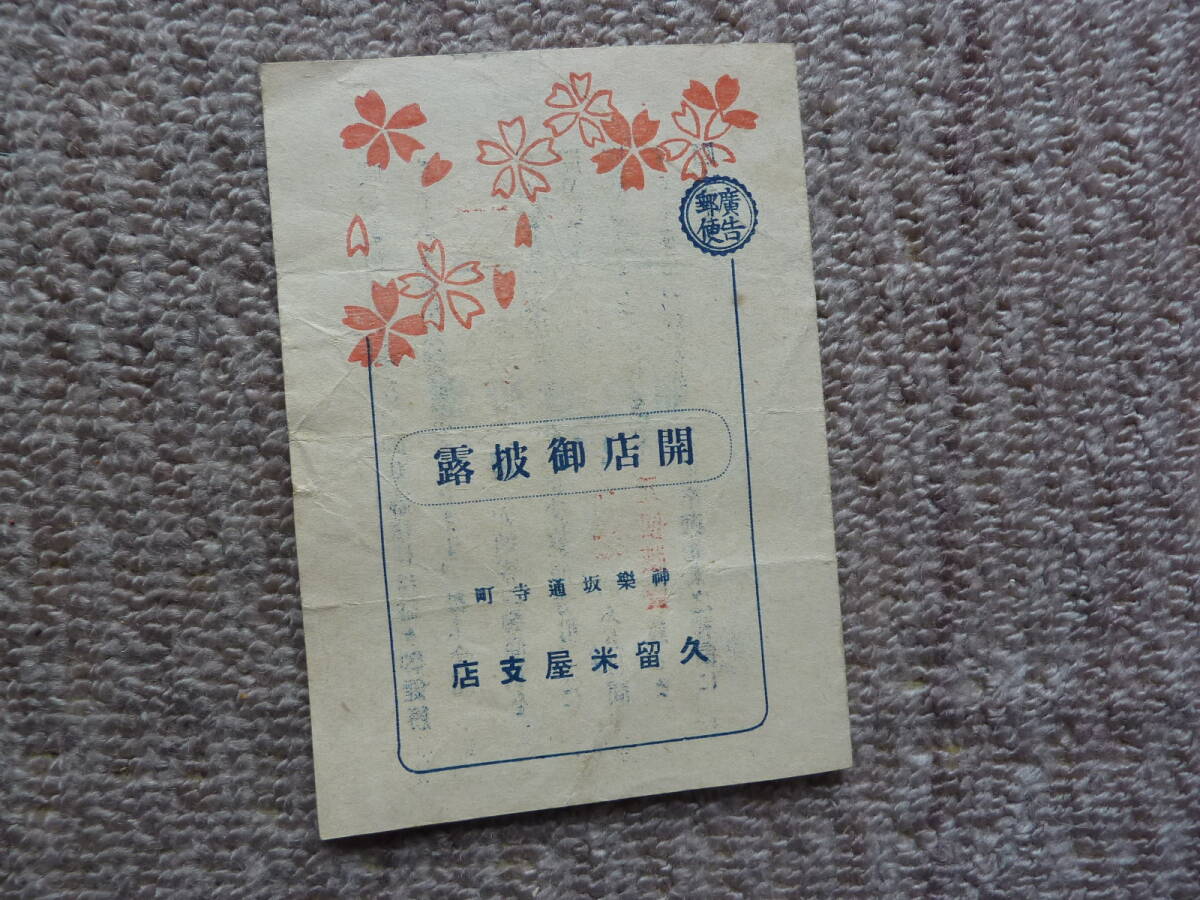 廣告
郵便
開店御披露
神樂坂通寺町
久留米屋支店